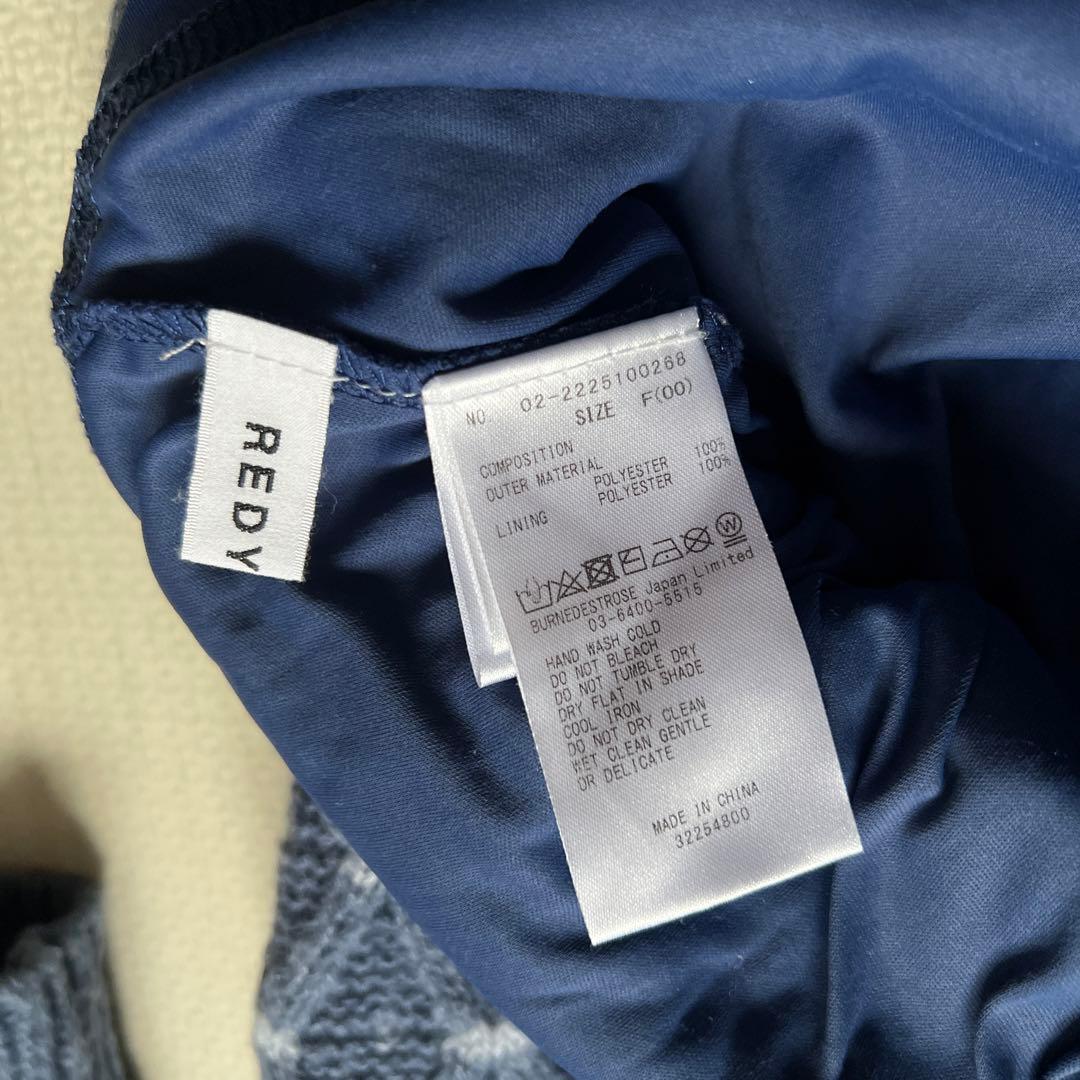 REDY
NO. 02-2225100268
SIZE F(00)
COMPOSITION
OUTER MATERIAL POLYESTER 100%
LINING POLYESTER 100%
W
BURNEDESTROSE Japan Limited
03-6400-5515
HAND WASH COLD
DO NOT BLEACH
DO NOT TUMBLE DRY
DRY FLAT IN SHADE
COOL IRON
DO NOT DRY CLEAN
WET CLEAN GENTLE
OR DELICATE
MADE IN CHINA
32254800